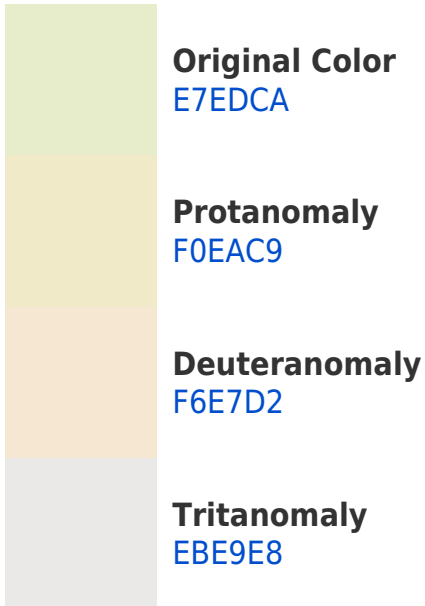 Original Color
E7EDCA
Protanomaly
F0EAC9
Deuteranomaly
F6E7D2
Tritanomaly
EBE9E8